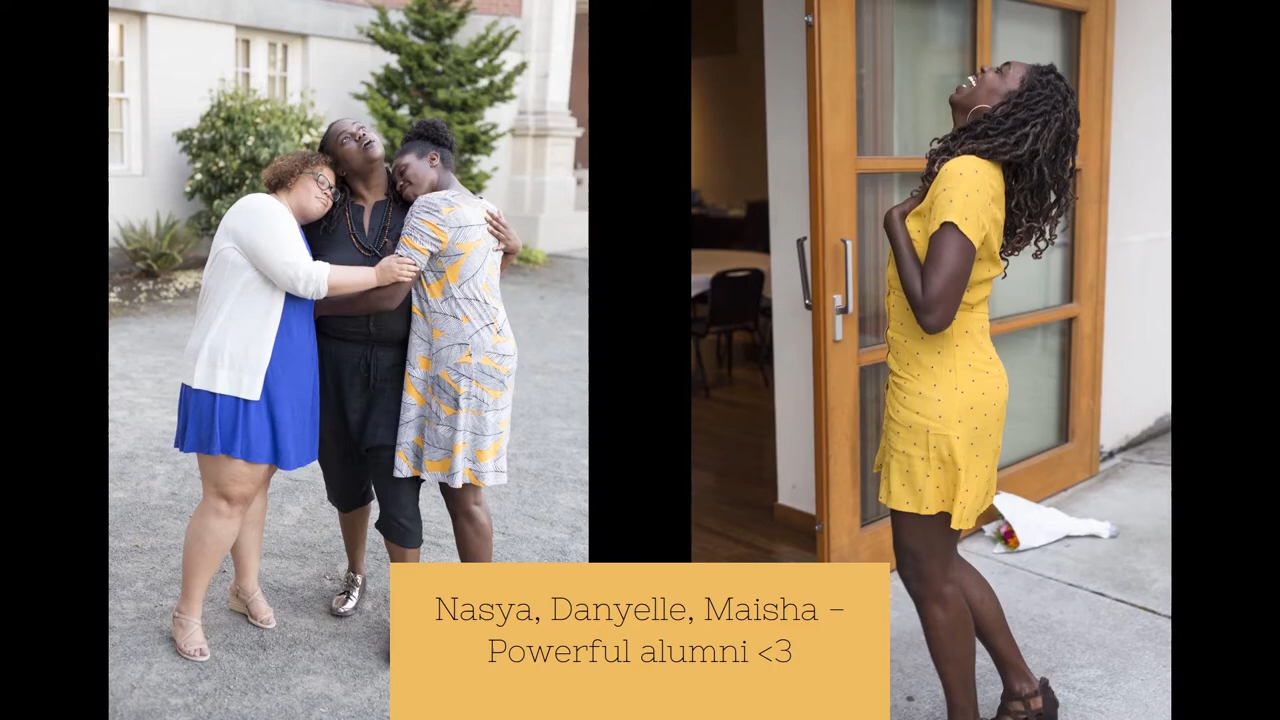 Nasya, Danyelle, Maisha –
Powerful alumni <3